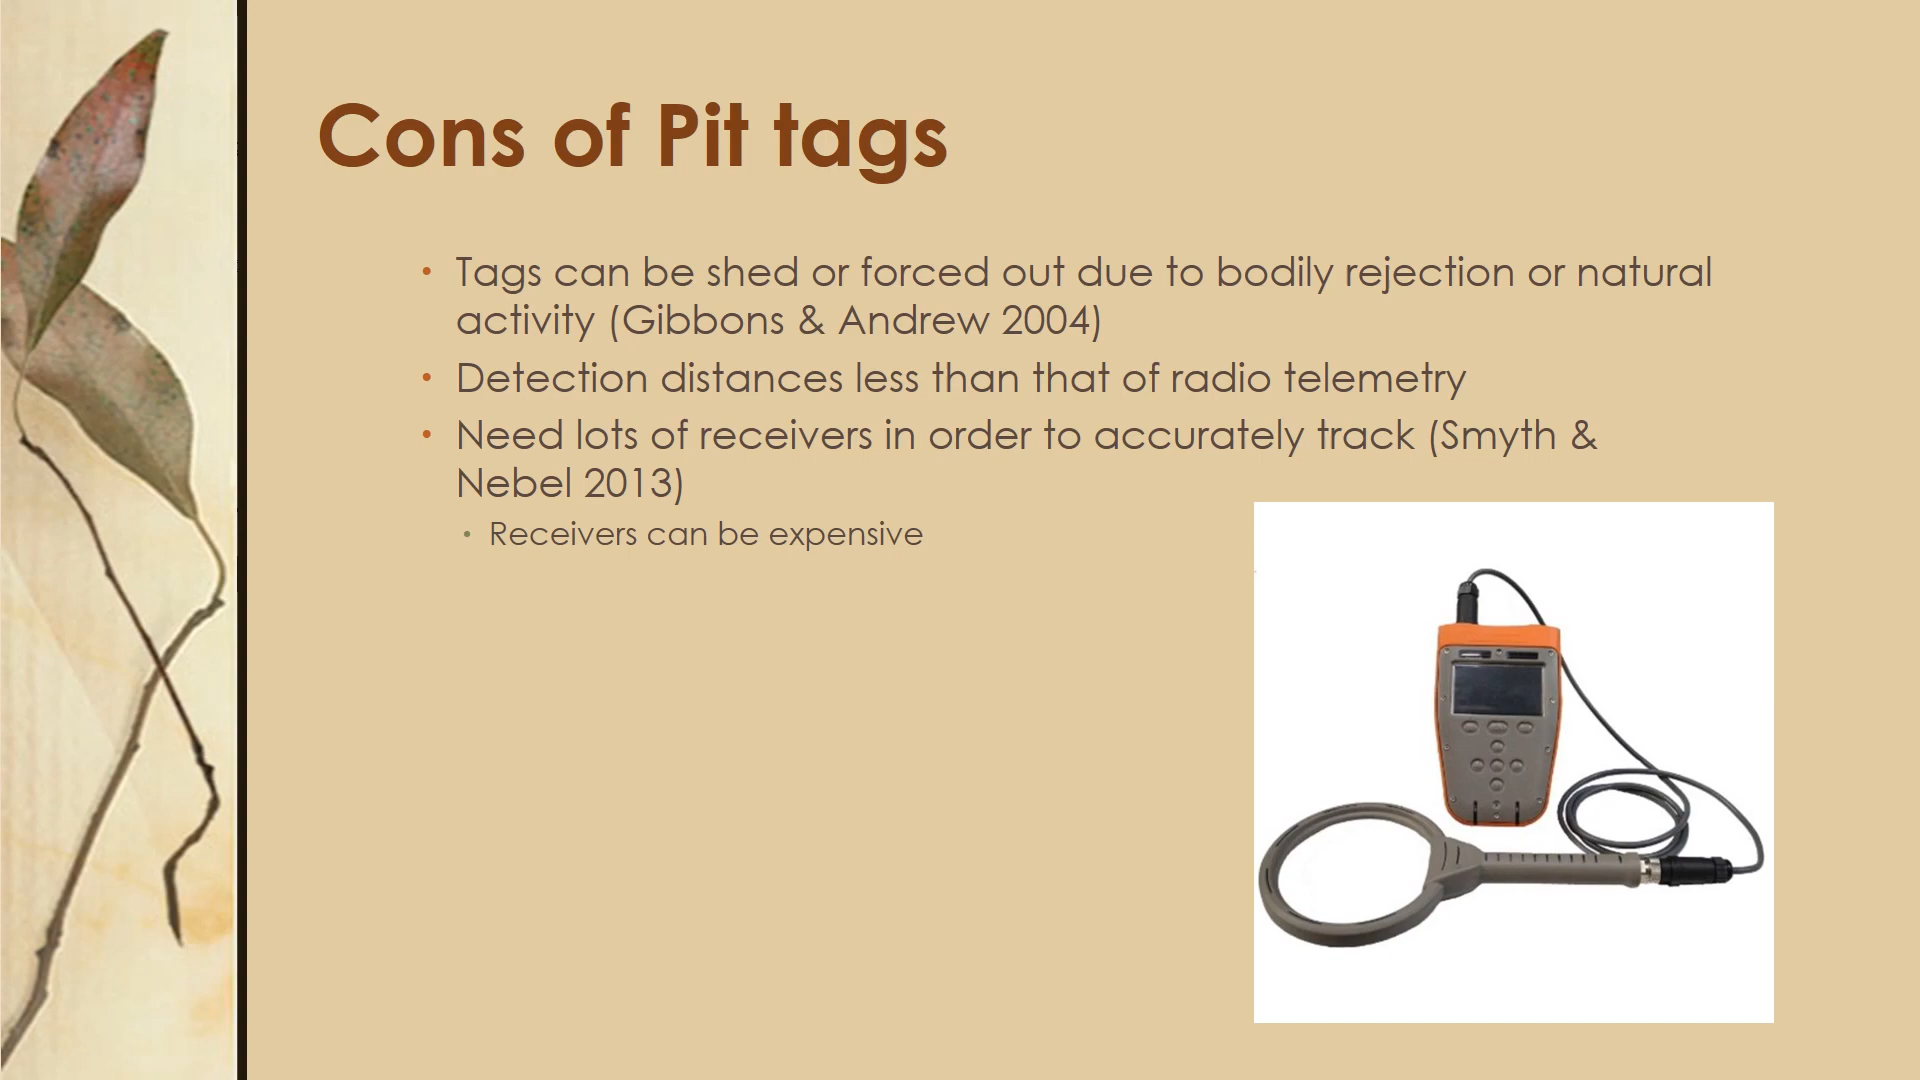 Cons of Pit tags
• Tags can be shed or forced out due to bodily rejection or natural
activity (Gibbons & Andrew 2004)
• Detection distances less than that of radio telemetry
• Need lots of receivers in order to accurately track (Smyth &
Nebel 2013)
• Receivers can be expensive